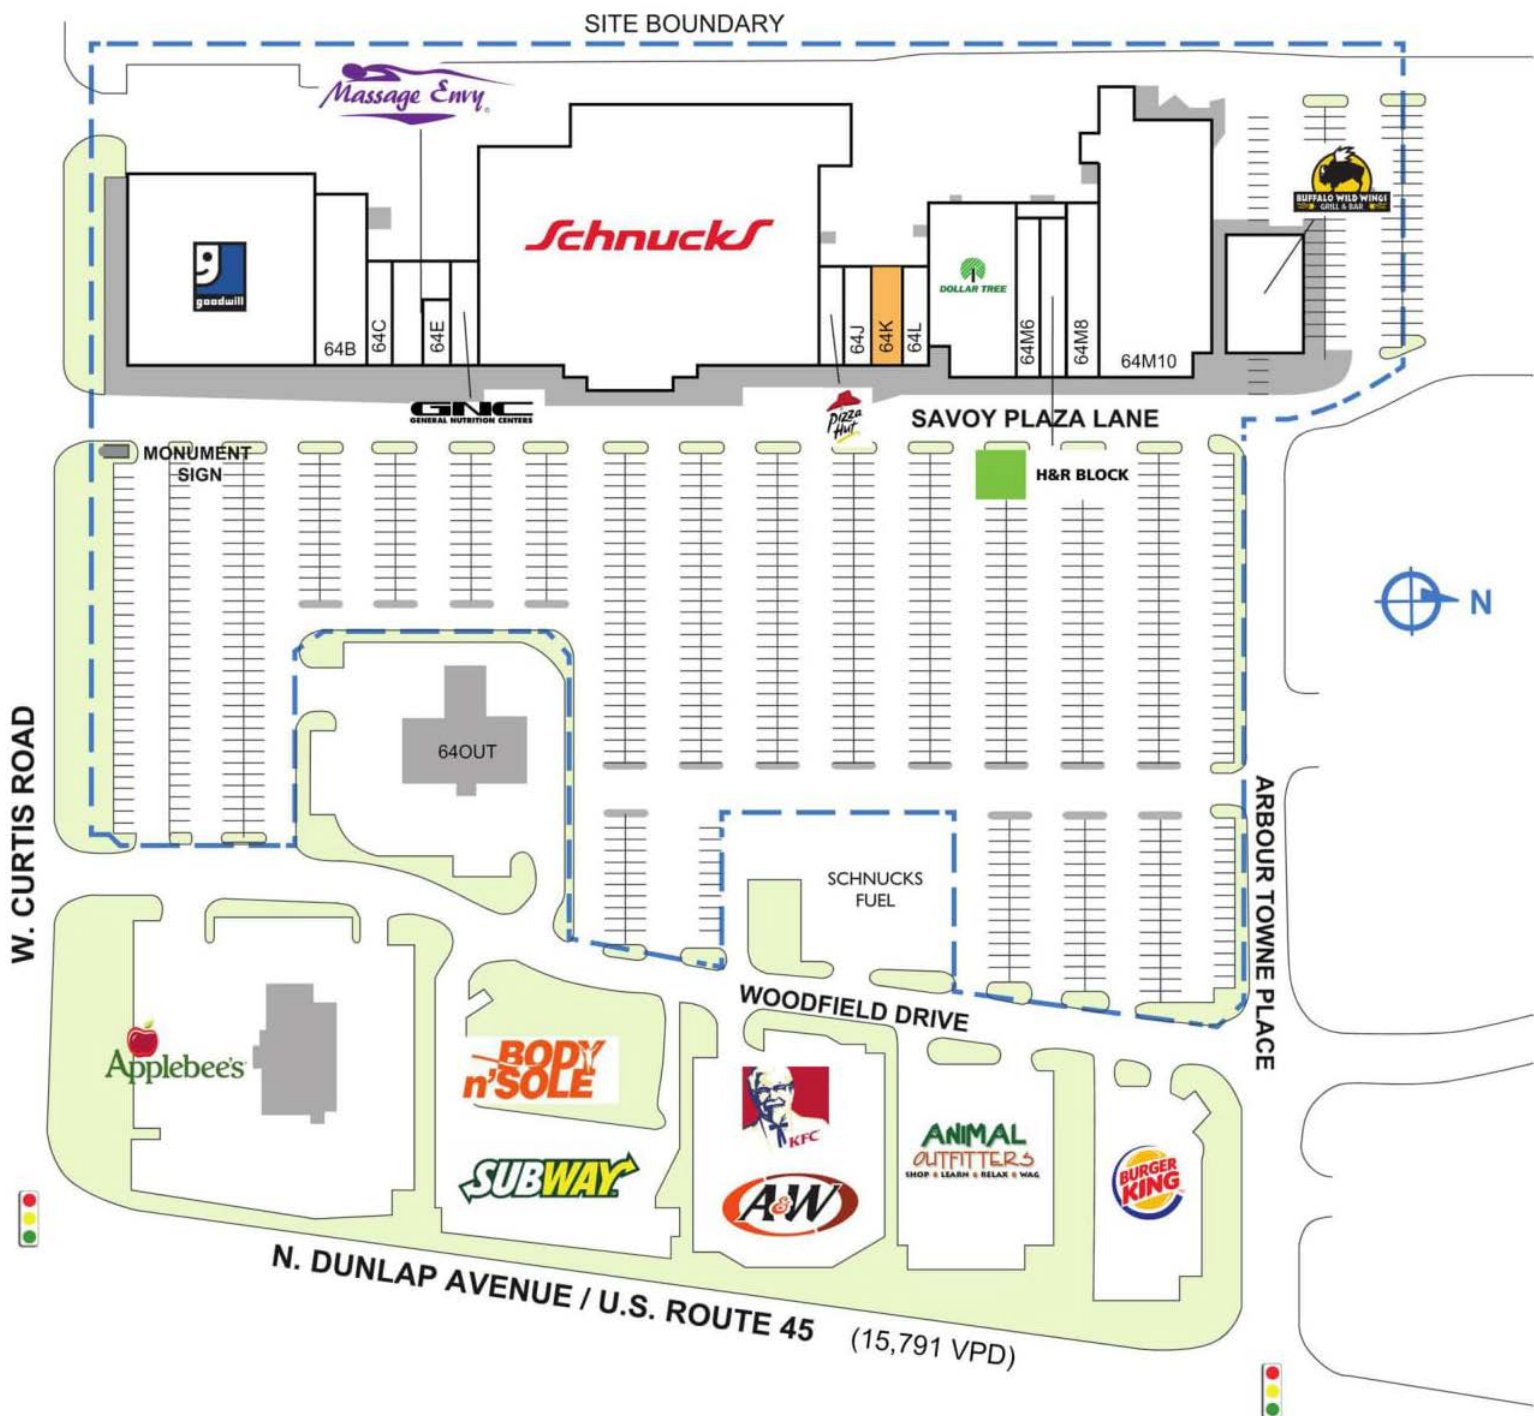 SITE BOUNDARY
Massage Envy
BUFFALO WILD WINGS
GRILL & BAR
Schnucks
goodwill
DOLLAR TREE
64B
64C
64E
64J
64K
64L
64M6
64M8
64M10
GNC
GENERAL NUTRITION CENTERS
Pizza
Hut
SAVOY PLAZA LANE
MONUMENT
SIGN
H&R BLOCK
N
64OUT
W. CURTIS ROAD
ARBOUR TOWNE PLACE
SCHNUCKS
FUEL
WOODFIELD DRIVE
Applebee's
BODY
n'SOLE
KFC
ANIMAL
OUTFITTERS
SHOP LEARN RELAX WAG
BURGER
KING
SUBWAY
A&W
N. DUNLAP AVENUE / U.S. ROUTE 45 (15,791 VPD)